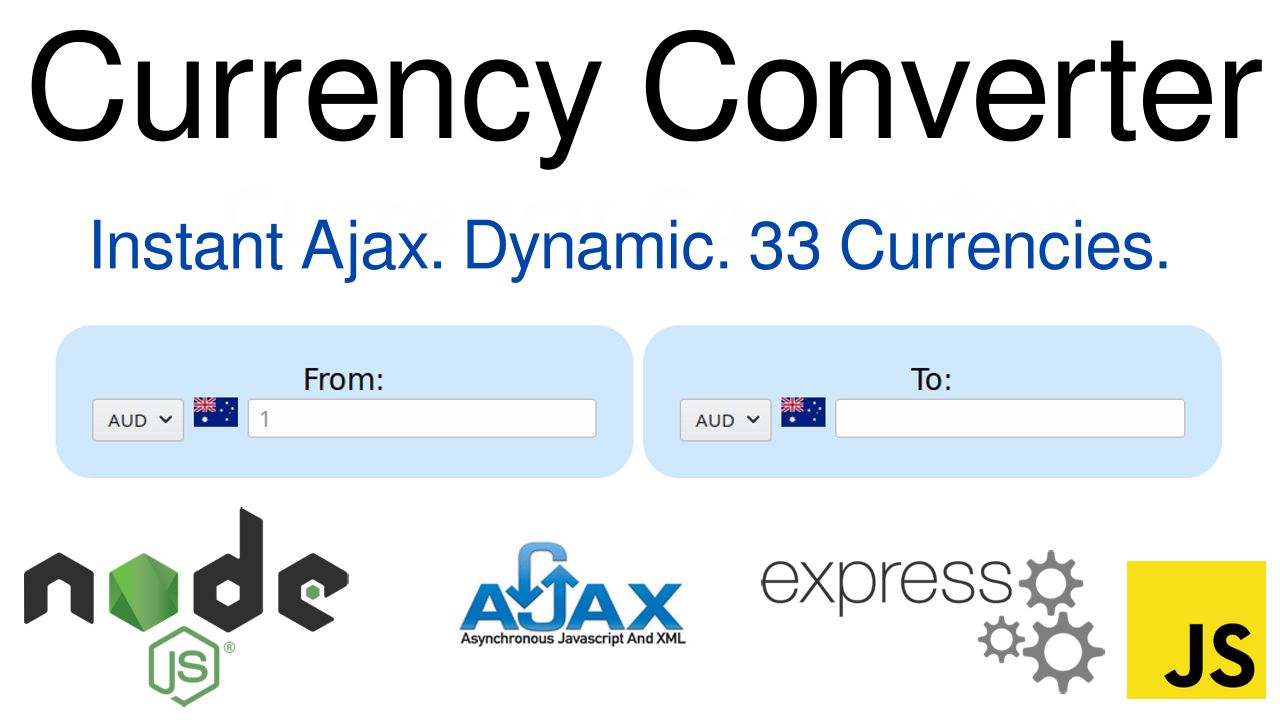 Currency Converter
Instant Ajax. Dynamic. 33 Currencies.
From:
AUD 1
To:
AUD
node
JS®
AJAX
Asynchronous Javascript And XML
express
JS